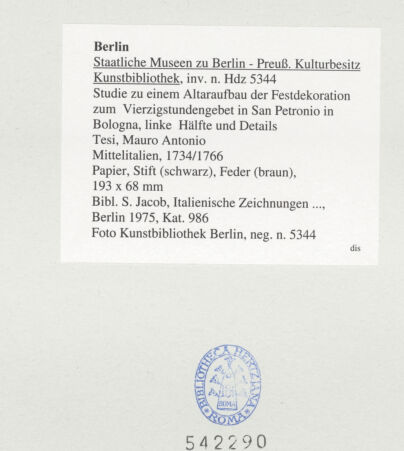 Berlin
Staatliche Museen zu Berlin - Preuß. Kulturbesitz
Kunstbibliothek, inv. n. Hdz 5344
Studie zu einem Altaraufbau der Festdekoration
zum Vierzigstundengebet in San Petronio in
Bologna, linke Hälfte und Details
Tesi, Mauro Antonio
Mittelitalien, 1734/1766
Papier, Stift (schwarz), Feder (braun),
193 x 68 mm
Bibl. S. Jacob, Italienische Zeichnungen ...,
Berlin 1975, Kat. 986
Foto Kunstbibliothek Berlin, neg. n. 5344
dis
BIBLIOTHECA HERTZIANA
ROMA
542290